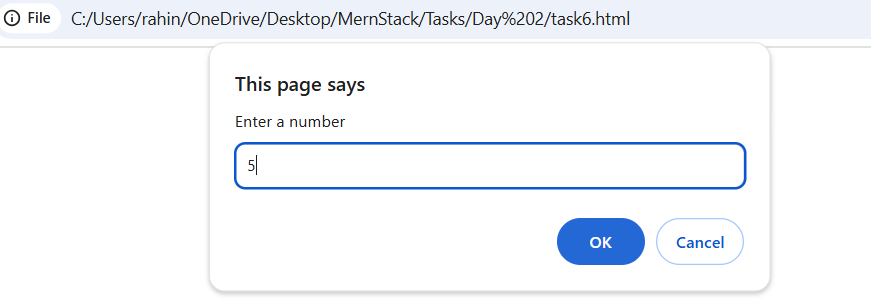 File C:/Users/rahin/OneDrive/Desktop/MernStack/Tasks/Day%202/task6.html
This page says
Enter a number
5
OK Cancel